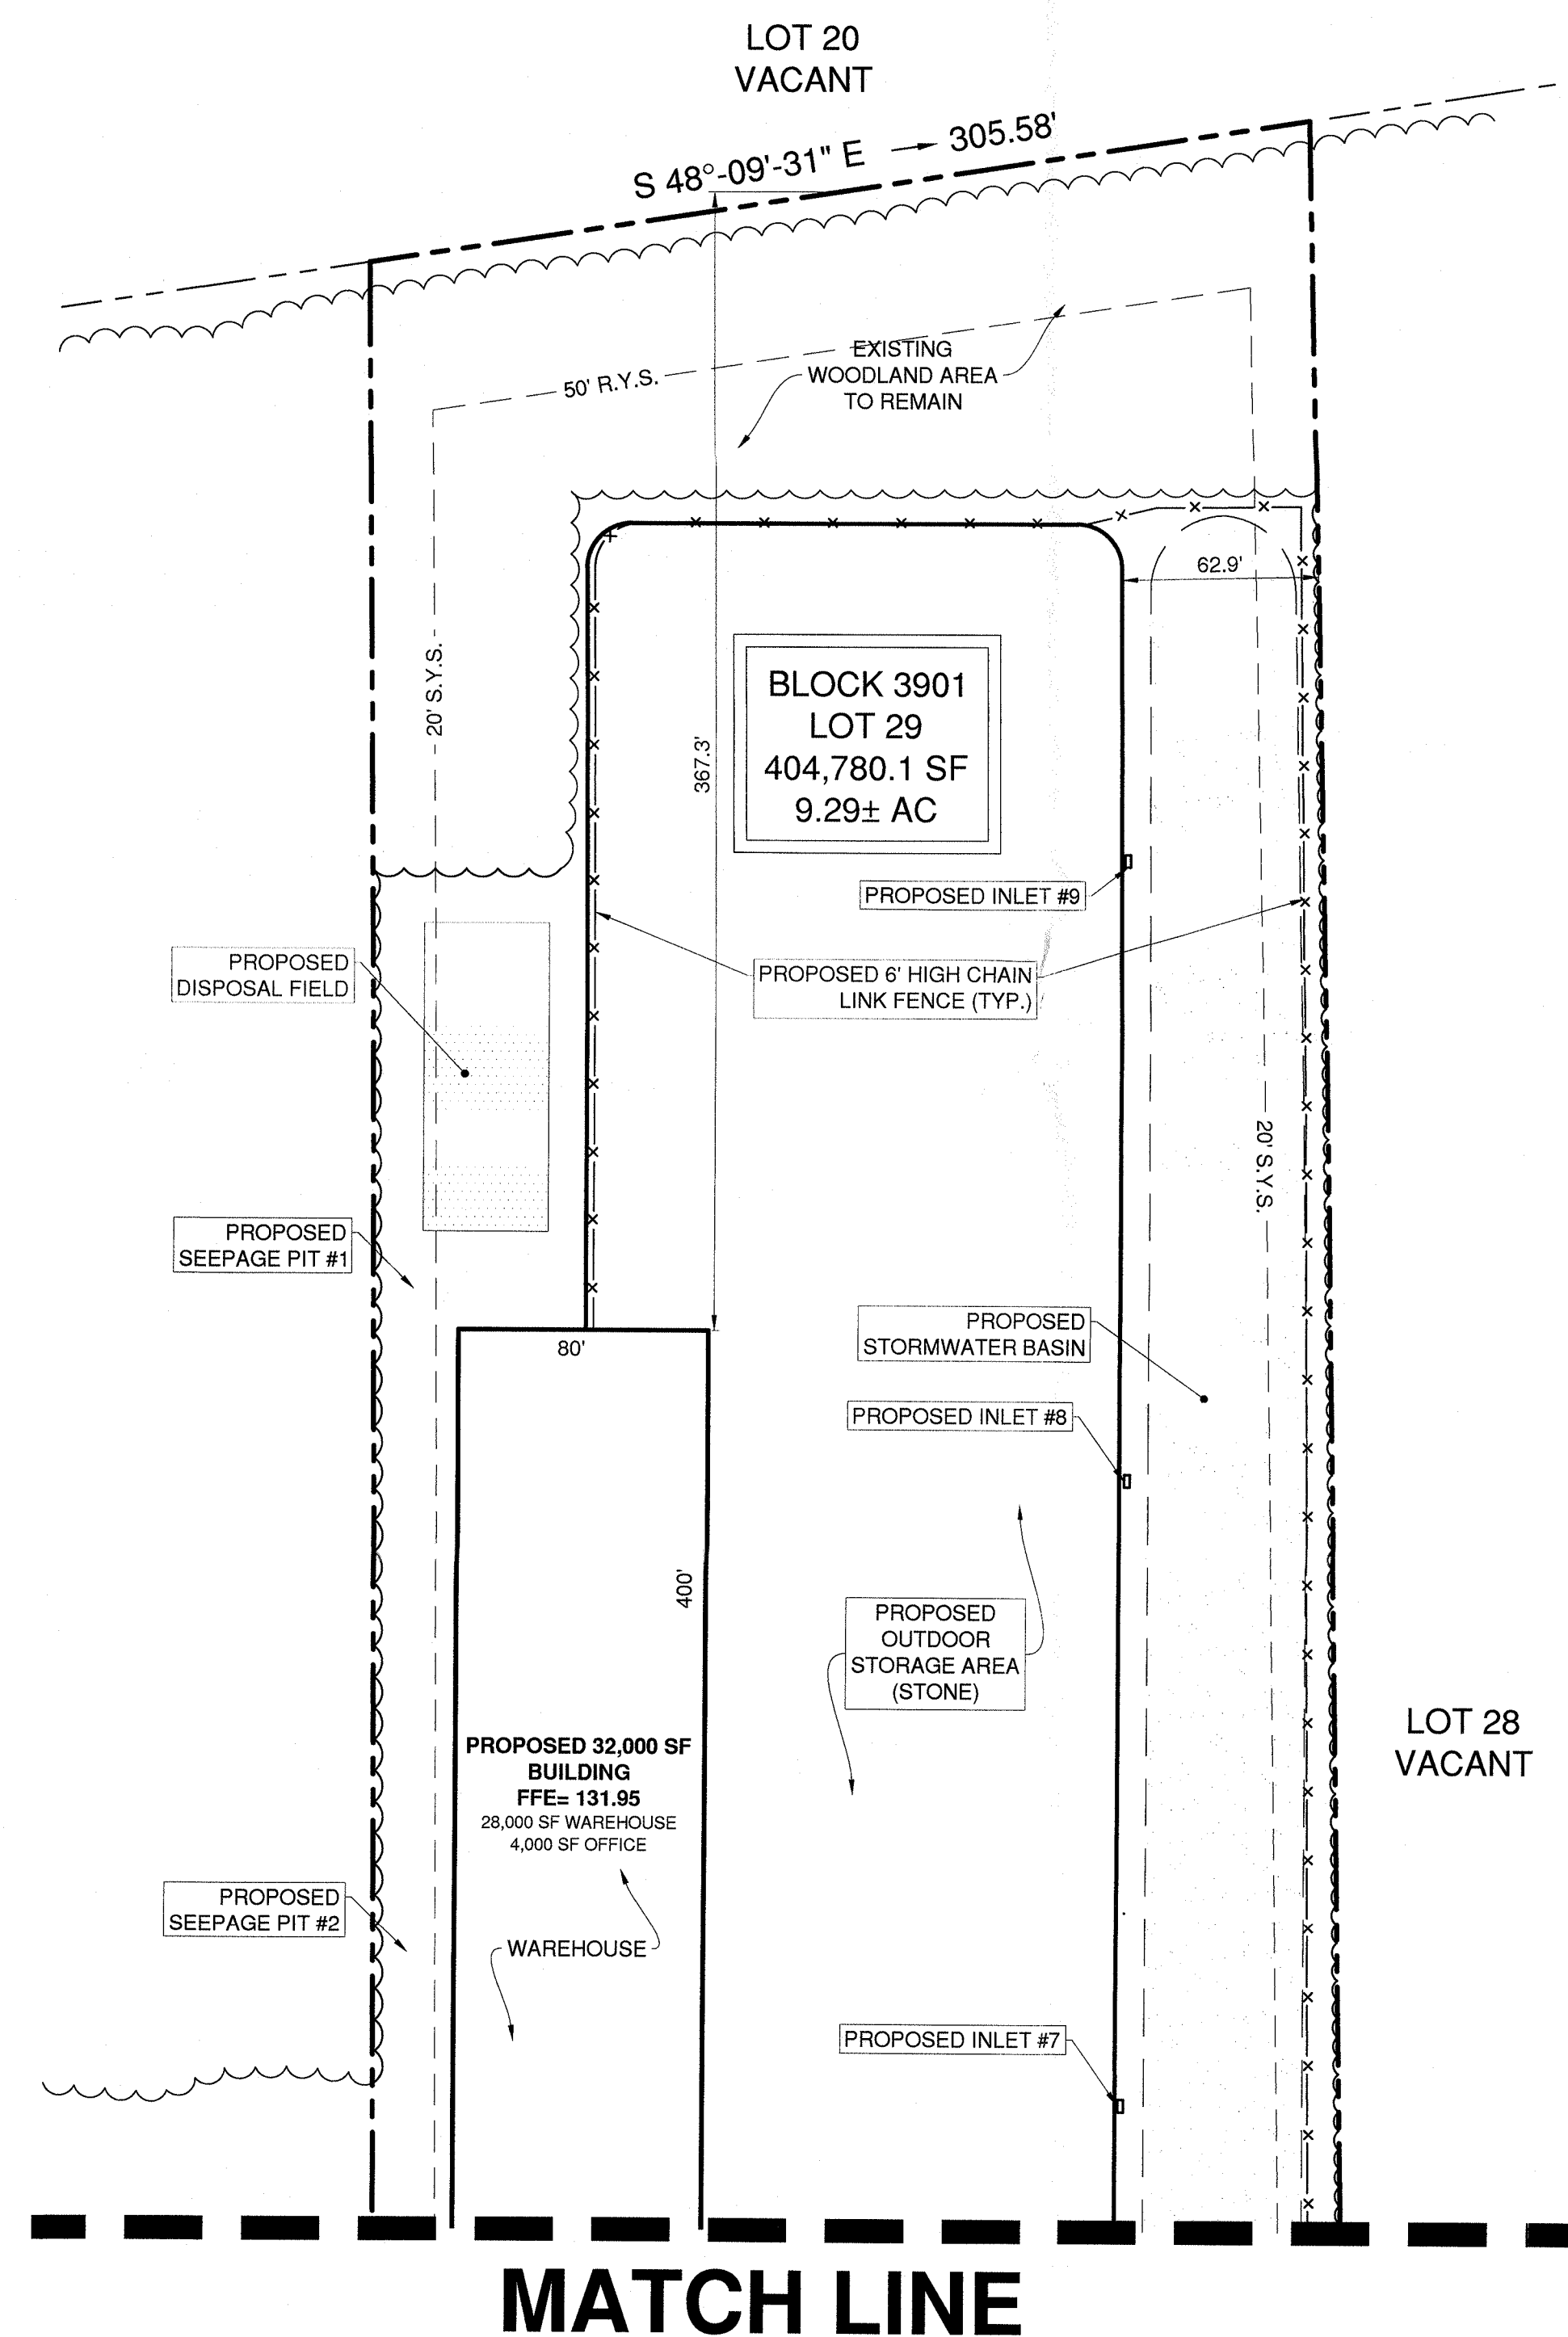 LOT 20
VACANT
S 48°-09'-31" E → 305.58'
50' R.Y.S.
EXISTING
WOODLAND AREA
TO REMAIN
62.9'
20' S.Y.S.
367.3'
BLOCK 3901
LOT 29
404,780.1 SF
9.29± AC
PROPOSED INLET #9
PROPOSED
DISPOSAL FIELD
PROPOSED 6' HIGH CHAIN
LINK FENCE (TYP.)
20' S.Y.S.
PROPOSED
SEEPAGE PIT #1
80'
PROPOSED
STORMWATER BASIN
PROPOSED INLET #8
400'
PROPOSED
OUTDOOR
STORAGE AREA
(STONE)
LOT 28
VACANT
PROPOSED 32,000 SF
BUILDING
FFE= 131.95
28,000 SF WAREHOUSE
4,000 SF OFFICE
PROPOSED
SEEPAGE PIT #2
WAREHOUSE
PROPOSED INLET #7
MATCH LINE